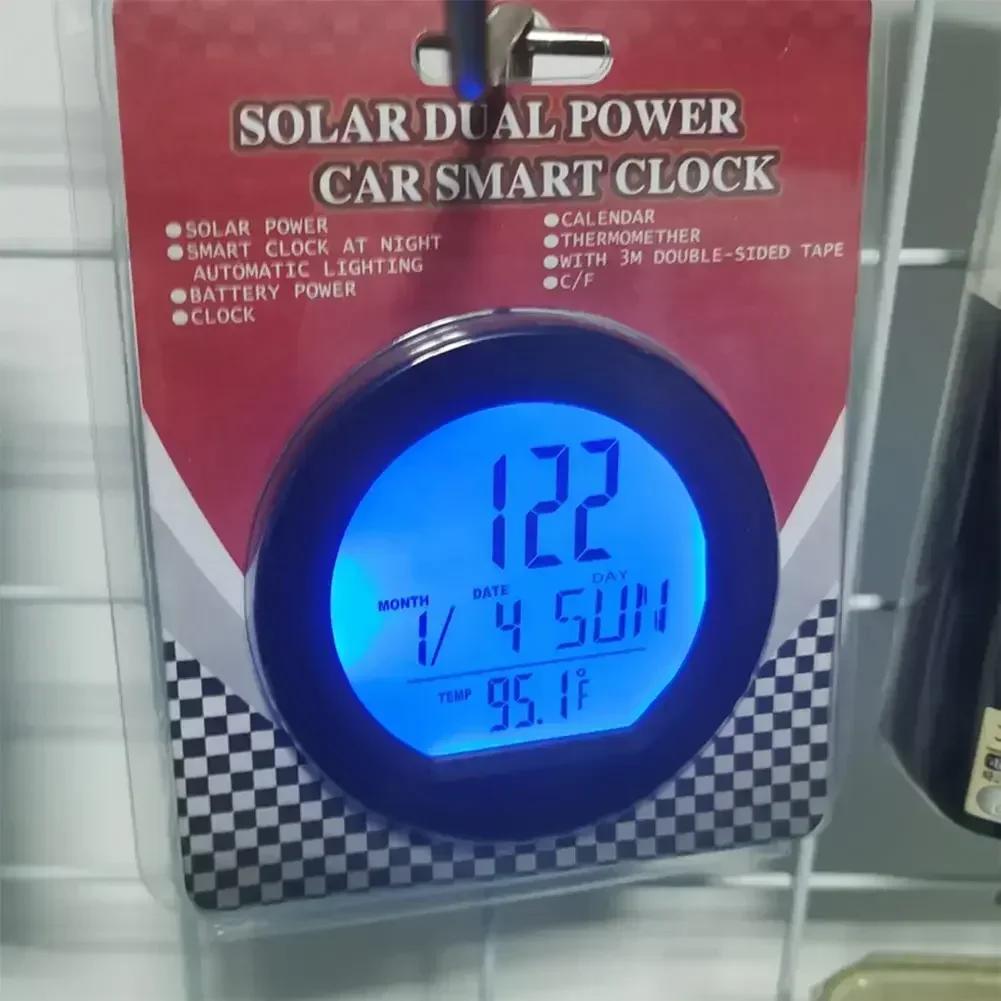 SOLAR DUAL POWER
CAR SMART CLOCK
●SOLAR POWER
●SMART CLOCK AT NIGHT
AUTOMATIC LIGHTING
●BATTERY POWER
●CLOCK
●CALENDAR
●THERMOMETHER
●WITH 3M DOUBLE-SIDED TAPE
●C/F
122
MONTH DATE DAY
1/ 4 SUN
TEMP 95.1°F